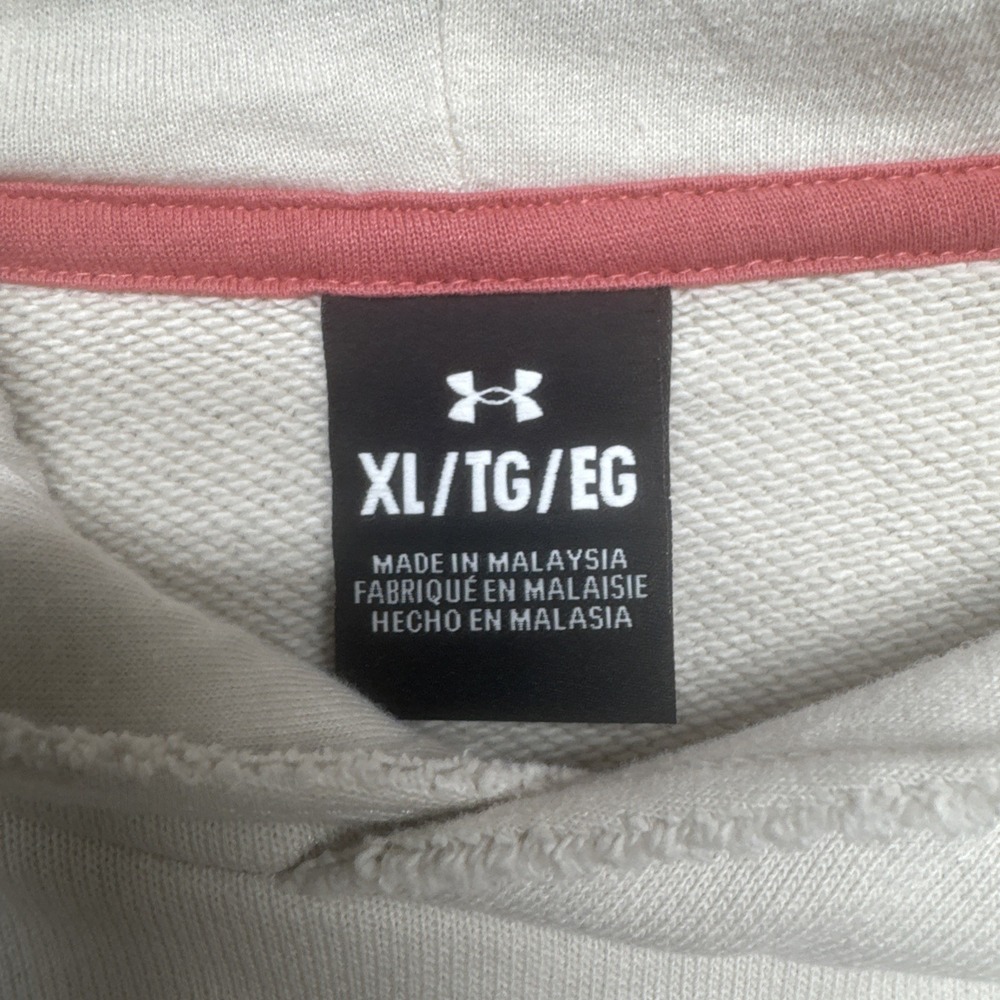 XL/TG/EG
MADE IN MALAYSIA
FABRIQUÉ EN MALAISIE
HECHO EN MALASIA